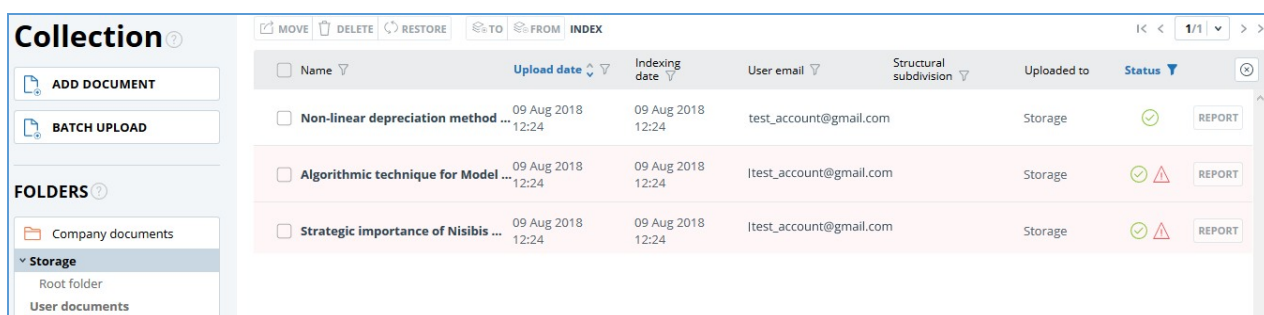 Collection
ADD DOCUMENT
BATCH UPLOAD
FOLDERS
Company documents
Storage
Root folder
User documents
MOVE DELETE RESTORE TO FROM INDEX
1/1
Name Upload date Indexing date User email Structural subdivision Uploaded to Status
Non-linear depreciation method ... 09 Aug 2018 12:24 09 Aug 2018 12:24 test_account@gmail.com Storage REPORT
Algorithmic technique for Model ... 09 Aug 2018 12:24 09 Aug 2018 12:24 ltest_account@gmail.com Storage REPORT
Strategic importance of Nisibis ... 09 Aug 2018 12:24 09 Aug 2018 12:24 ltest_account@gmail.com Storage REPORT